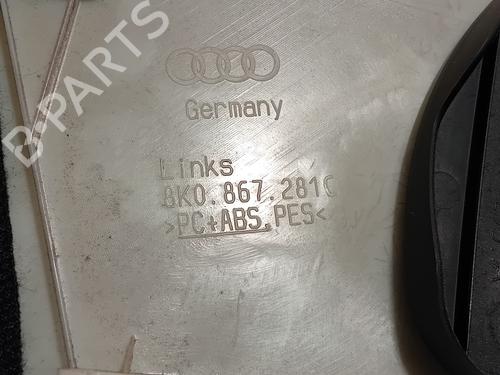 B-PARTS
Germany
Links
8K0.867.281C
>PC+ABS.PES<